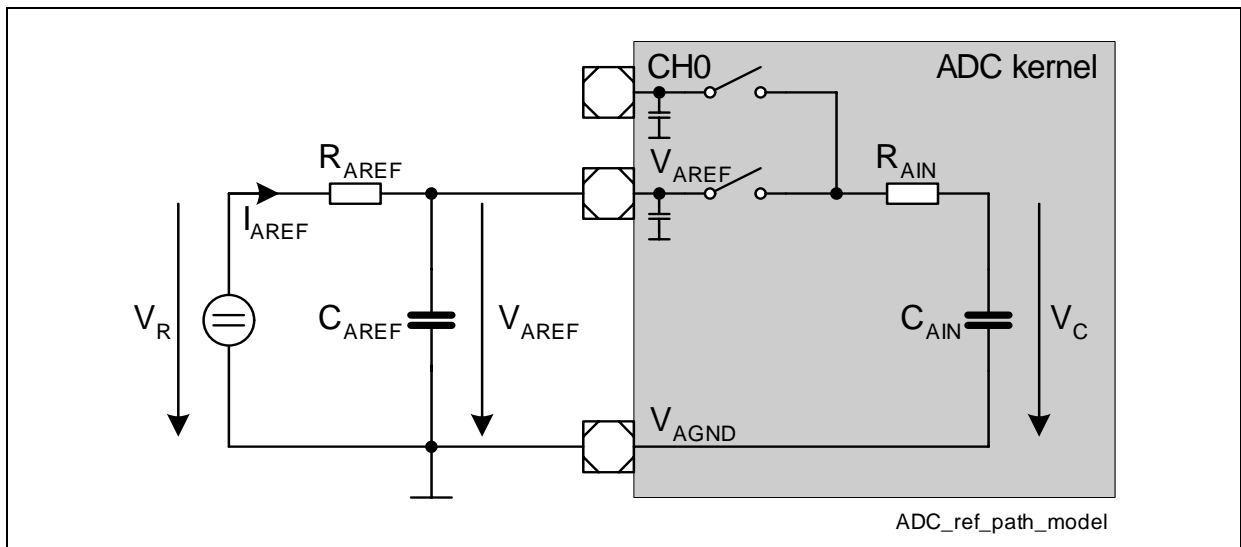 CH0
ADC kernel
R_AREF
V_AREF
R_AIN
I_AREF
V_R
C_AREF
V_AREF
C_AIN
V_C
V_AGND
ADC_ref_path_model